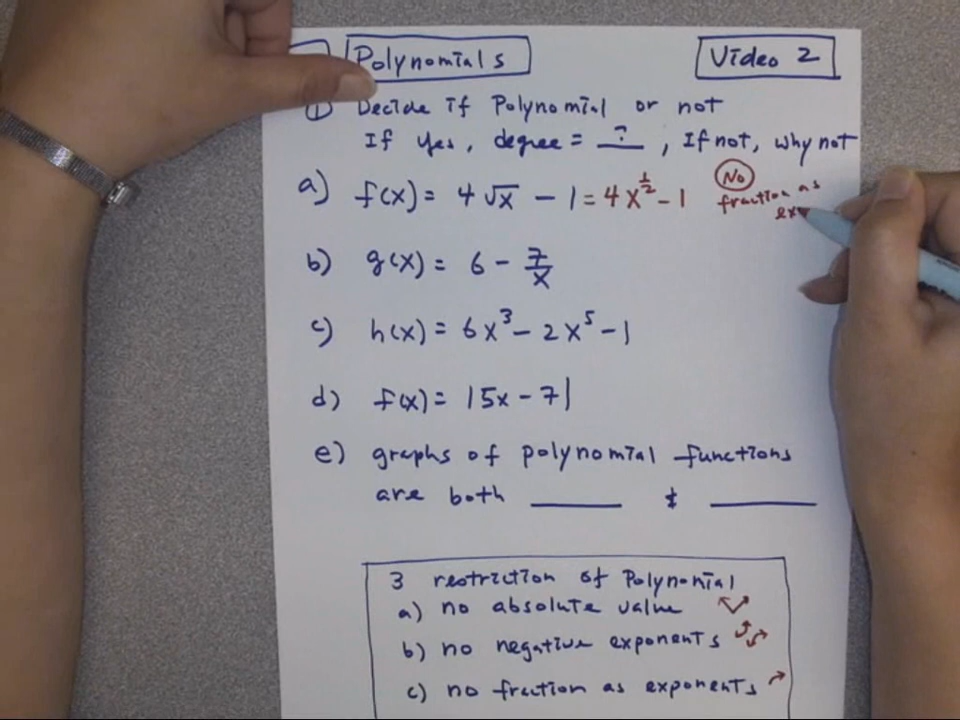 Polynomials
Video 2
① Decide if Polynomial or not
If yes, degree = ? , If not, why not
a) f(x) = 4√x - 1 = 4x^½ - 1 No
fraction as
ex
b) g(x) = 6 - 7/x
c) h(x) = 6x³ - 2x⁵ - 1
d) f(x) = |5x - 7|
e) graphs of polynomial functions
are both ______ & ______
3 restriction of Polynomial
a) no absolute value
b) no negative exponents
c) no fraction as exponents